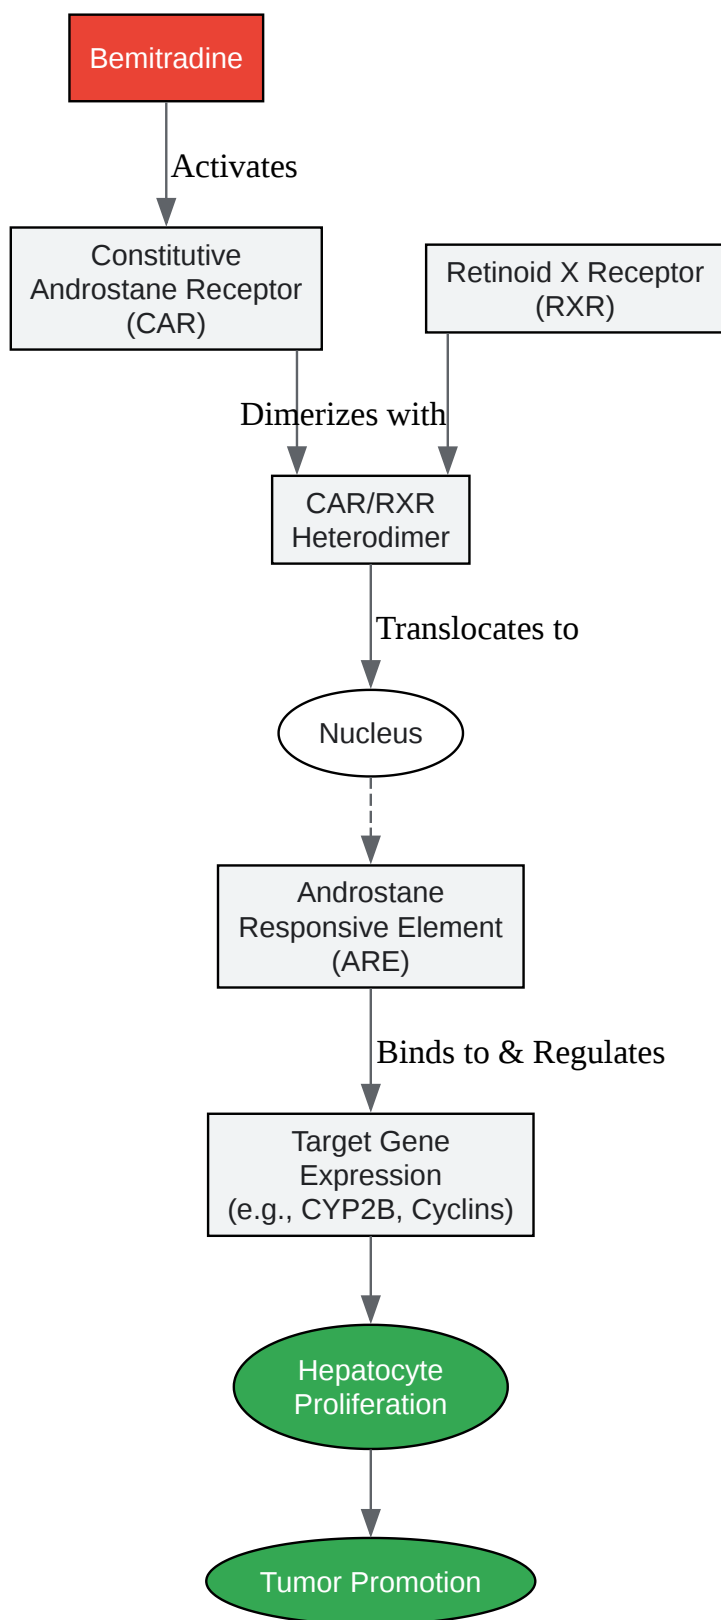 Bemitradine
Activates
Constitutive
Androstane Receptor
(CAR)
Retinoid X Receptor
(RXR)
Dimerizes with
CAR/RXR
Heterodimer
Translocates to
Nucleus
Androstane
Responsive Element
(ARE)
Binds to & Regulates
Target Gene
Expression
(e.g., CYP2B, Cyclins)
Hepatocyte
Proliferation
Tumor Promotion